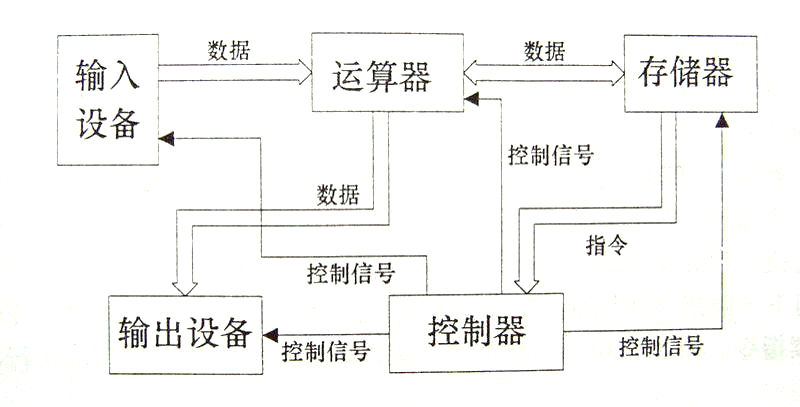 数据
数据
输入
设备
运算器
存储器
控制信号
数据
指令
控制信号
输出设备
控制器
控制信号
控制信号